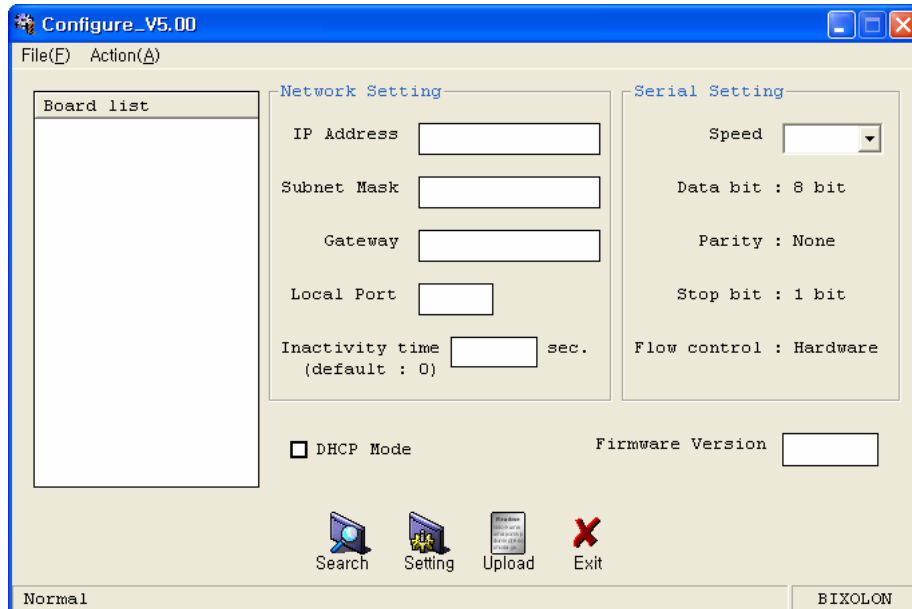 Configure_V5.00
File(F) Action(A)
Board list
Network Setting
IP Address
Subnet Mask
Gateway
Local Port
Inactivity time sec.
(default : 0)
Serial Setting
Speed
Data bit : 8 bit
Parity : None
Stop bit : 1 bit
Flow control : Hardware
DHCP Mode
Firmware Version
Search Setting Upload Exit
Normal BIXOLON